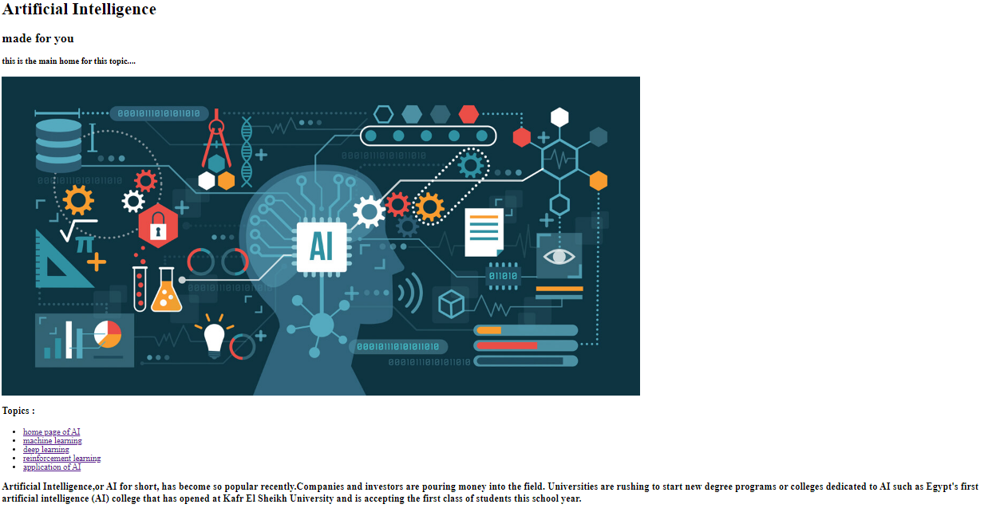 Artificial Intelligence
made for you
this is the main home for this topic....
00010111010101011010
AI
011010
Topics :
home page of AI
machine learning
deep learning
reinforcement learning
application of AI
Artificial Intelligence,or AI for short, has become so popular recently.Companies and investors are pouring money into the field. Universities are rushing to start new degree programs or colleges dedicated to AI such as Egypt's first
artificial intelligence (AI) college that has opened at Kafr El Sheikh University and is accepting the first class of students this school year.